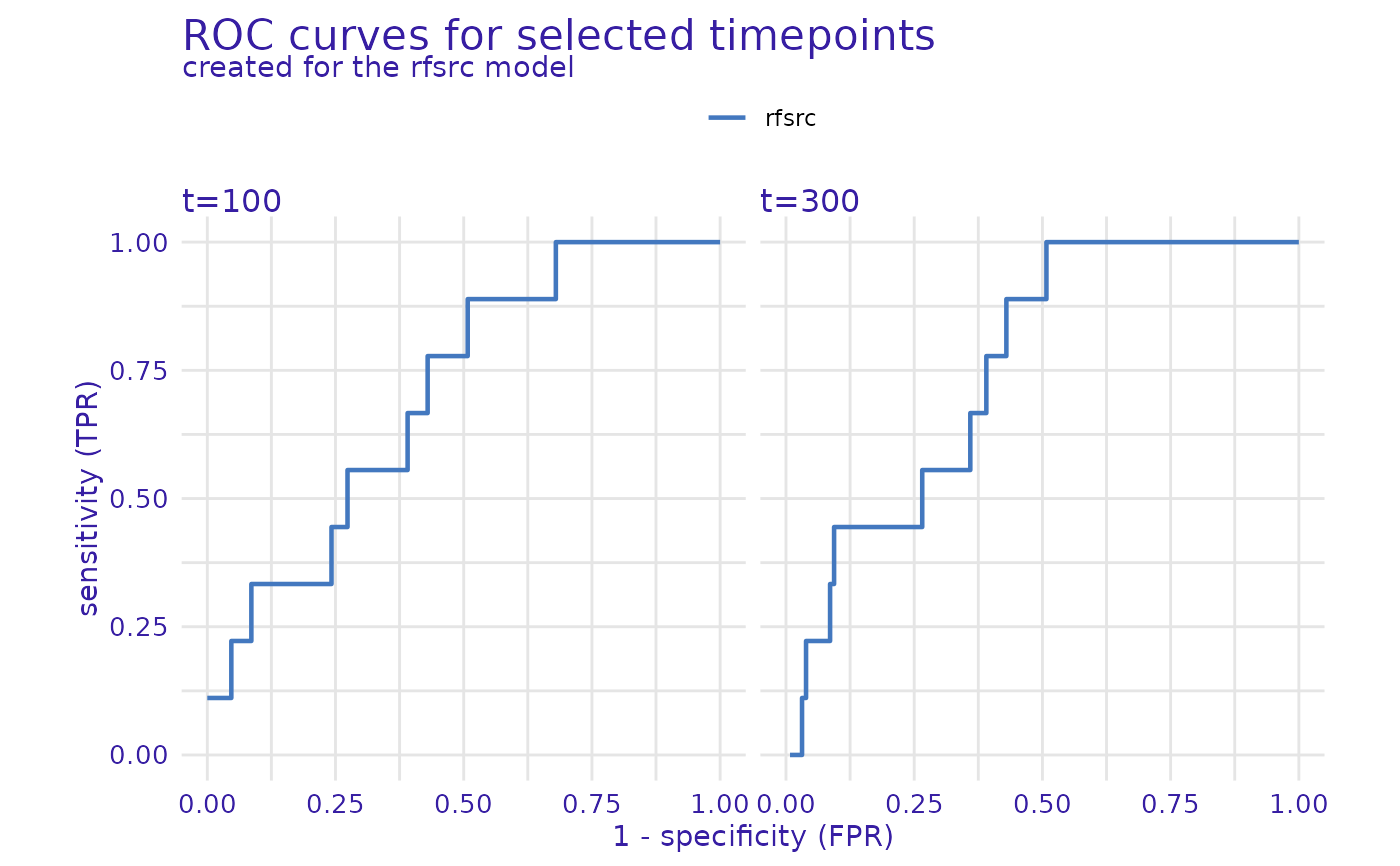 ROC curves for selected timepoints
created for the rfsrc model
rfsrc
t=100 t=300
1.00
0.75
0.50
0.25
0.00
sensitivity (TPR)
0.00 0.25 0.50 0.75 1.00 0.00 0.25 0.50 0.75 1.00
1 - specificity (FPR)